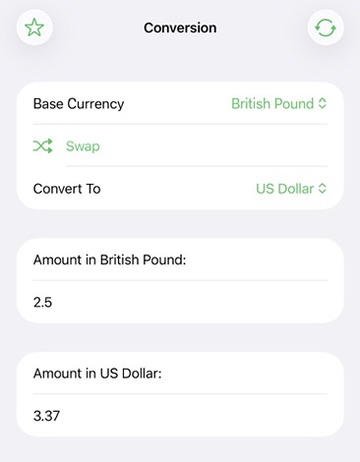 Conversion
Base Currency British Pound
Swap
Convert To US Dollar
Amount in British Pound:
2.5
Amount in US Dollar:
3.37